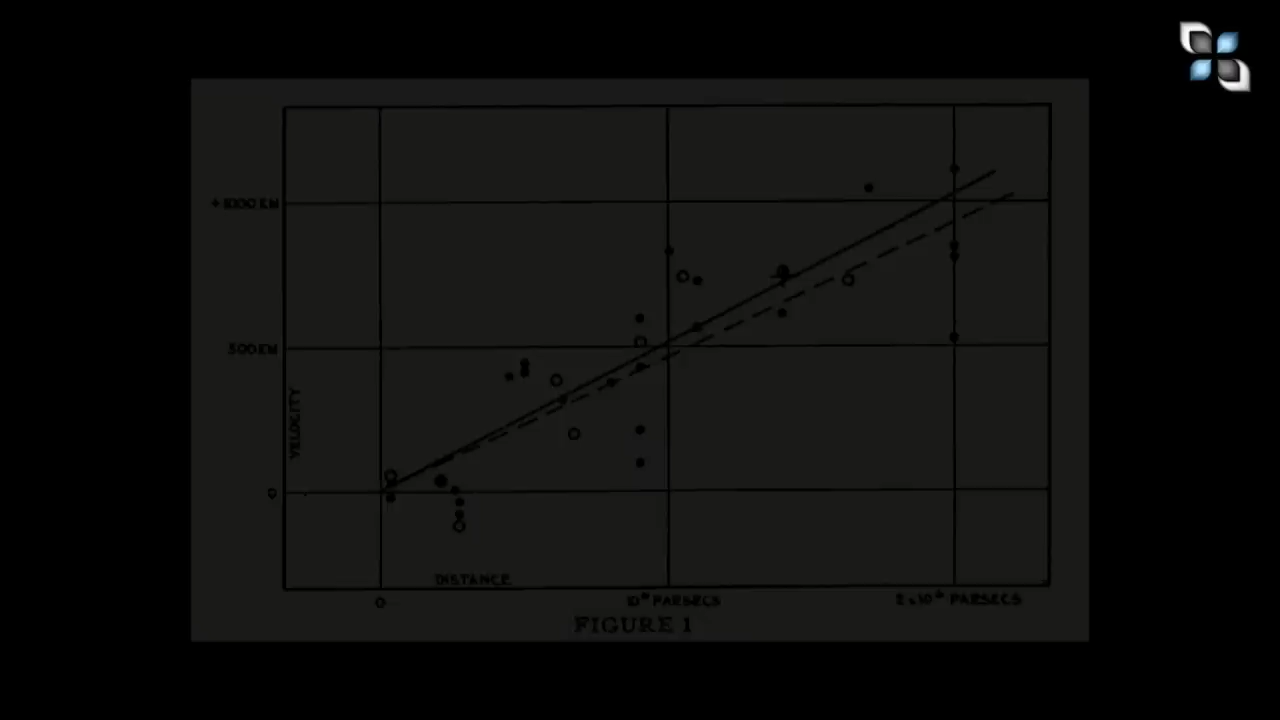 +1000 KM
500 KM
VELOCITY
0
DISTANCE
0
10⁶ PARSECS
2×10⁶ PARSECS
FIGURE 1